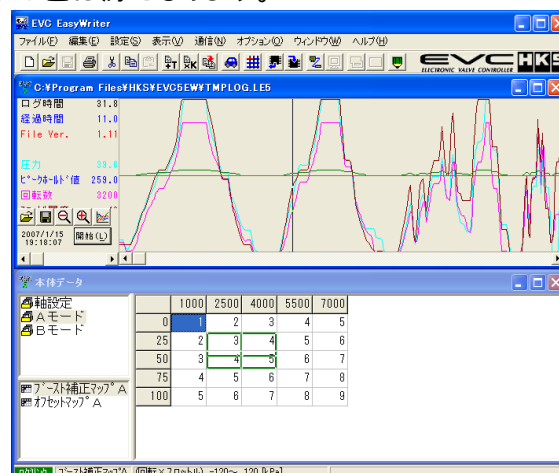 EVC EasyWriter
ファイル(F) 編集(E) 設定(S) 表示(V) 通信(N) オプション(O) ウィンドウ(W) ヘルプ(H)
EVC HKS
ELECTRONIC VALVE CONTROLLER
C:¥Program Files¥HKS¥EVC5EW¥TMPLOG.LE5
ログ時間 31.8
経過時間 11.0
File Ver. 1.11
圧力 39.6
ピークホールド値 259.0
回転数 3200
2007/1/15
19:18:07 開始(L)
本体データ
軸設定
Aモード
Bモード
ブースト補正マップA
オフセットマップA
1000 2500 4000 5500 7000
0 1 2 3 4 5
25 2 3 4 5 6
50 3 4 5 6 7
75 4 5 6 7 8
100 5 6 7 8 9
ブースト補正マップA (回転×スロットル) -120～ 120 [kPa]